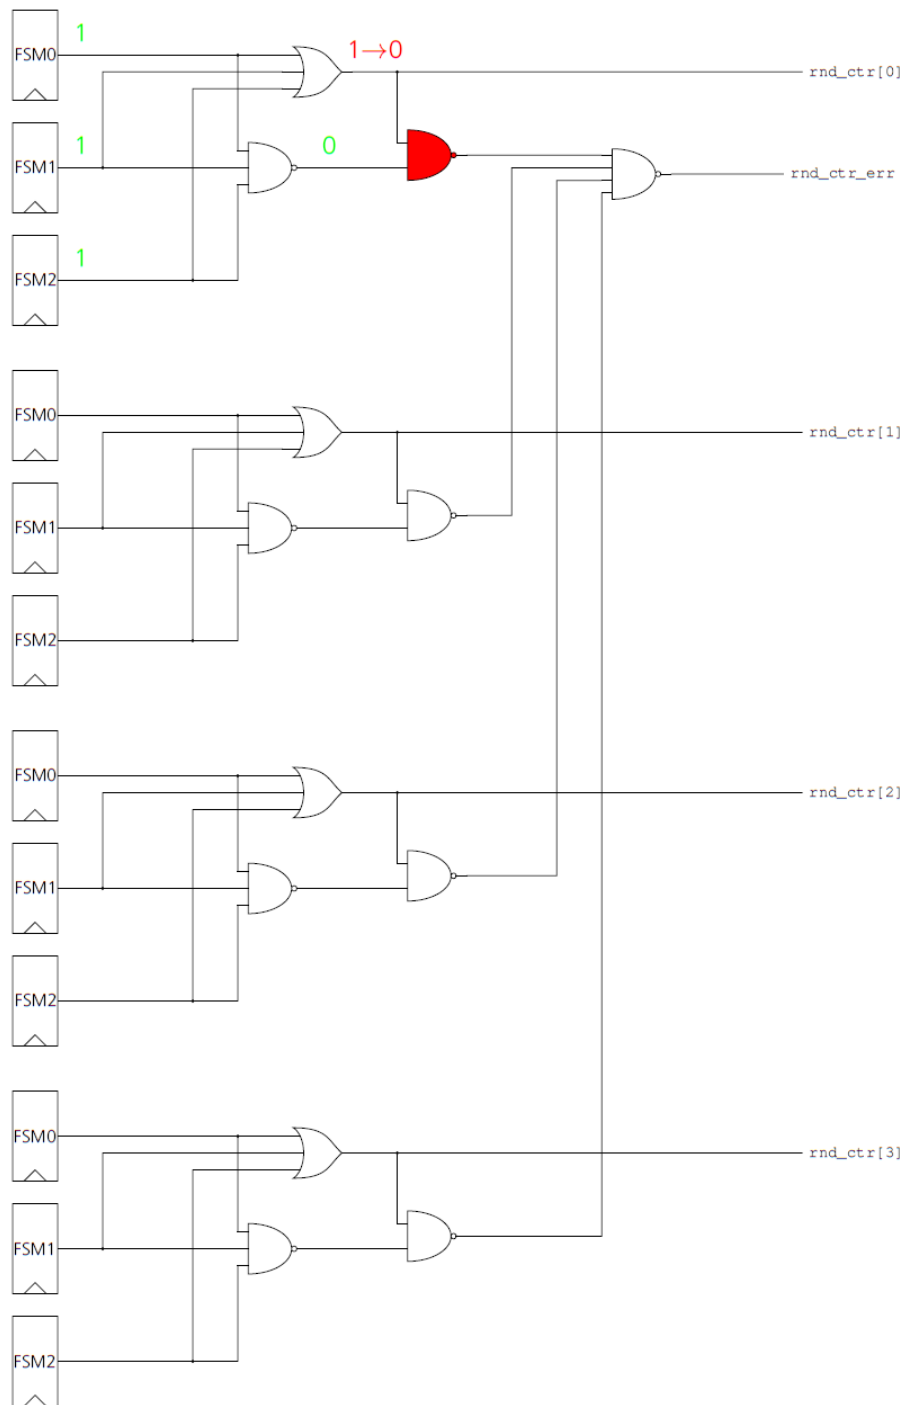 1
FSM0
1→0
rnd_ctr[0]
1
FSM1
0
rnd_ctr_err
1
FSM2
FSM0
rnd_ctr[1]
FSM1
FSM2
FSM0
rnd_ctr[2]
FSM1
FSM2
FSM0
rnd_ctr[3]
FSM1
FSM2